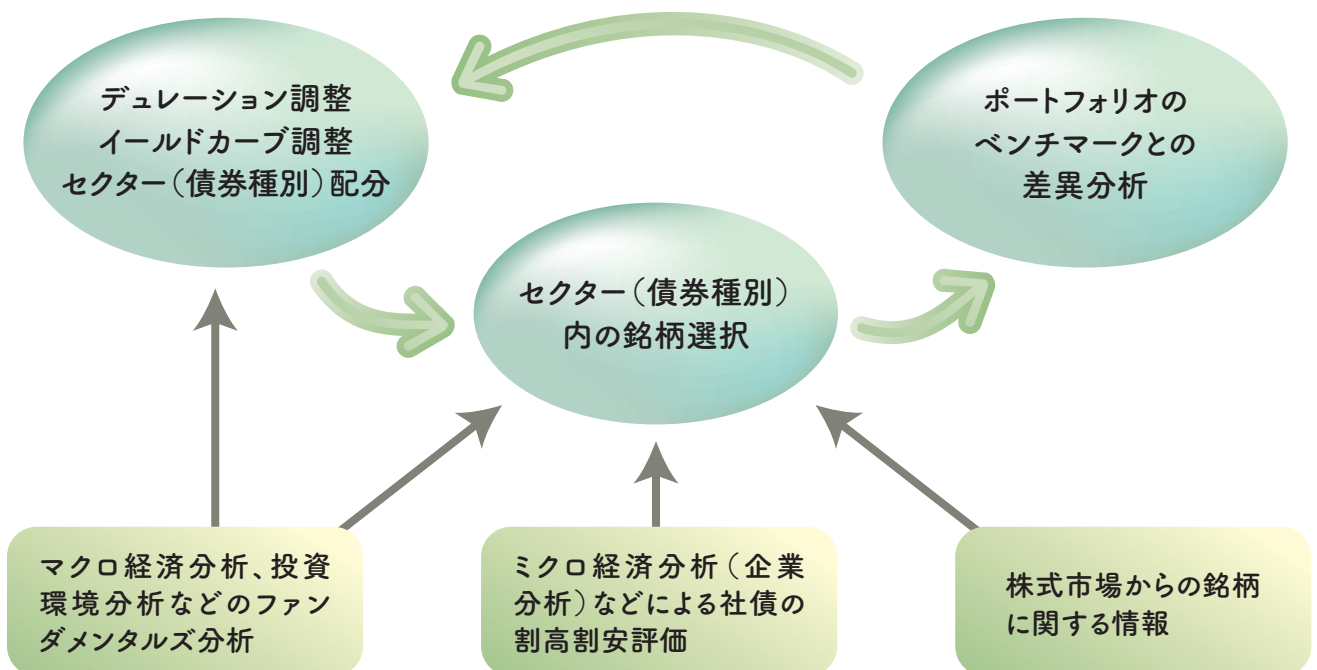 デュレーション調整
イールドカーブ調整
セクター（債券種別）配分
ポートフォリオの
ベンチマークとの
差異分析
セクター（債券種別）
内の銘柄選択
マクロ経済分析、投資
環境分析などのファン
ダメンタルズ分析
ミクロ経済分析（企業
分析）などによる社債の
割高割安評価
株式市場からの銘柄
に関する情報